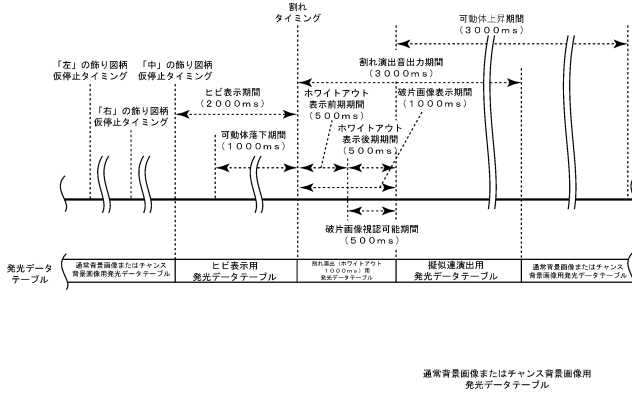 割れ
タイミング
可動体上昇期間
(3000ms)
「左」の飾り図柄
仮停止タイミング
「中」の飾り図柄
仮停止タイミング
割れ演出音出力期間
(3000ms)
ヒビ表示期間
(2000ms)
ホワイトアウト
表示前期期間
(500ms)
破片画像表示期間
(1000ms)
「右」の飾り図柄
仮停止タイミング
可動体落下期間
(1000ms)
ホワイトアウト
表示後期期間
(500ms)
破片画像視認可能期間
(500ms)
発光データ
テーブル
通常背景画像またはチャンス
背景画像用発光データテーブル
ヒビ表示用
発光データテーブル
割れ演出(ホワイトアウト
1000ms)用
発光データテーブル
擬似連演出用
発光データテーブル
通常背景画像またはチャンス
背景画像用発光データテーブル
通常背景画像またはチャンス背景画像用
発光データテーブル